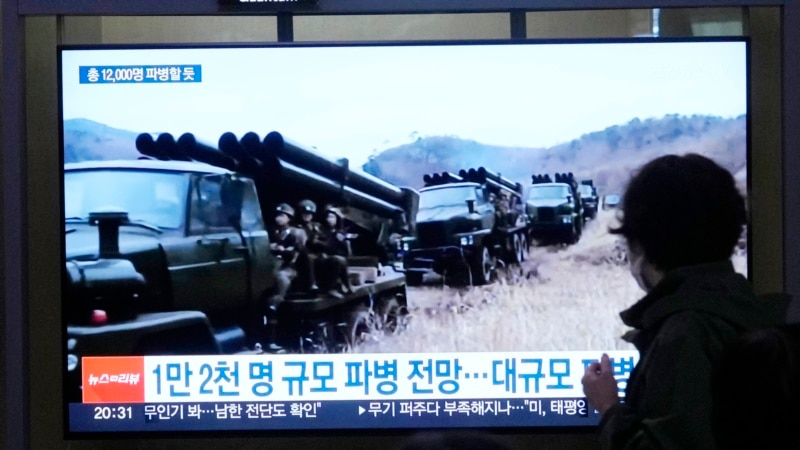 총 12,000명 파병할 듯
뉴스리뷰
1만 2천 명 규모 파병 전망…대규모 파병
20:31 무인기 봐…남한 전단도 확인" ▶무기 퍼주다 부족해지나…"미, 태평양